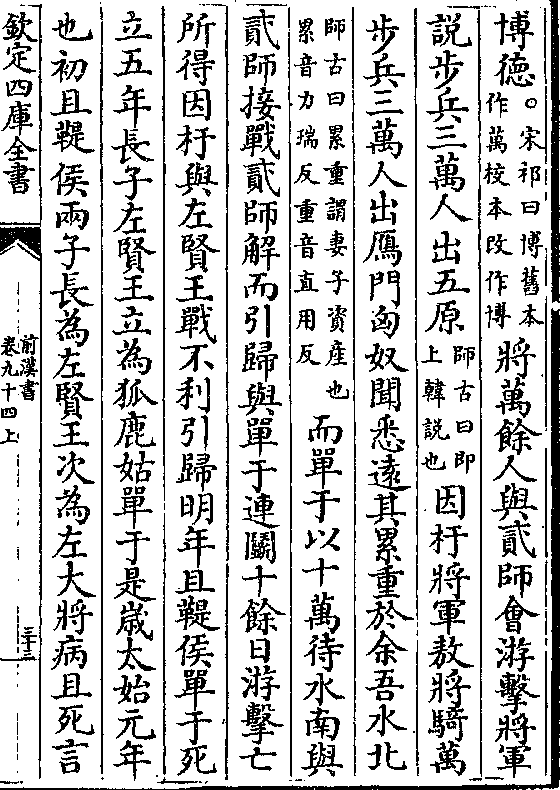 博德○宋祁曰博舊本作萬校本改作博將萬餘人與貳師會游擊將軍
說步兵三萬人出五原師古曰即上韓説也因杅將軍敖將騎萬
步兵三萬人出鴈門匈奴聞悉遠其累重於余吾水北
師古曰累重謂妻子資産也累音力瑞反重音直用反而單于以十萬待水南與
貳師接戰貳師解而引歸與單于連鬭十餘日游擊亡
所得因杅與左賢王戰不利引歸明年且鞮侯單于死
立五年長子左賢王立為狐鹿姑單于是歲太始元年
也初且鞮侯兩子長為左賢王次為左大將病且死言
欽定四庫全書
前漢書
卷九十四上
三十三